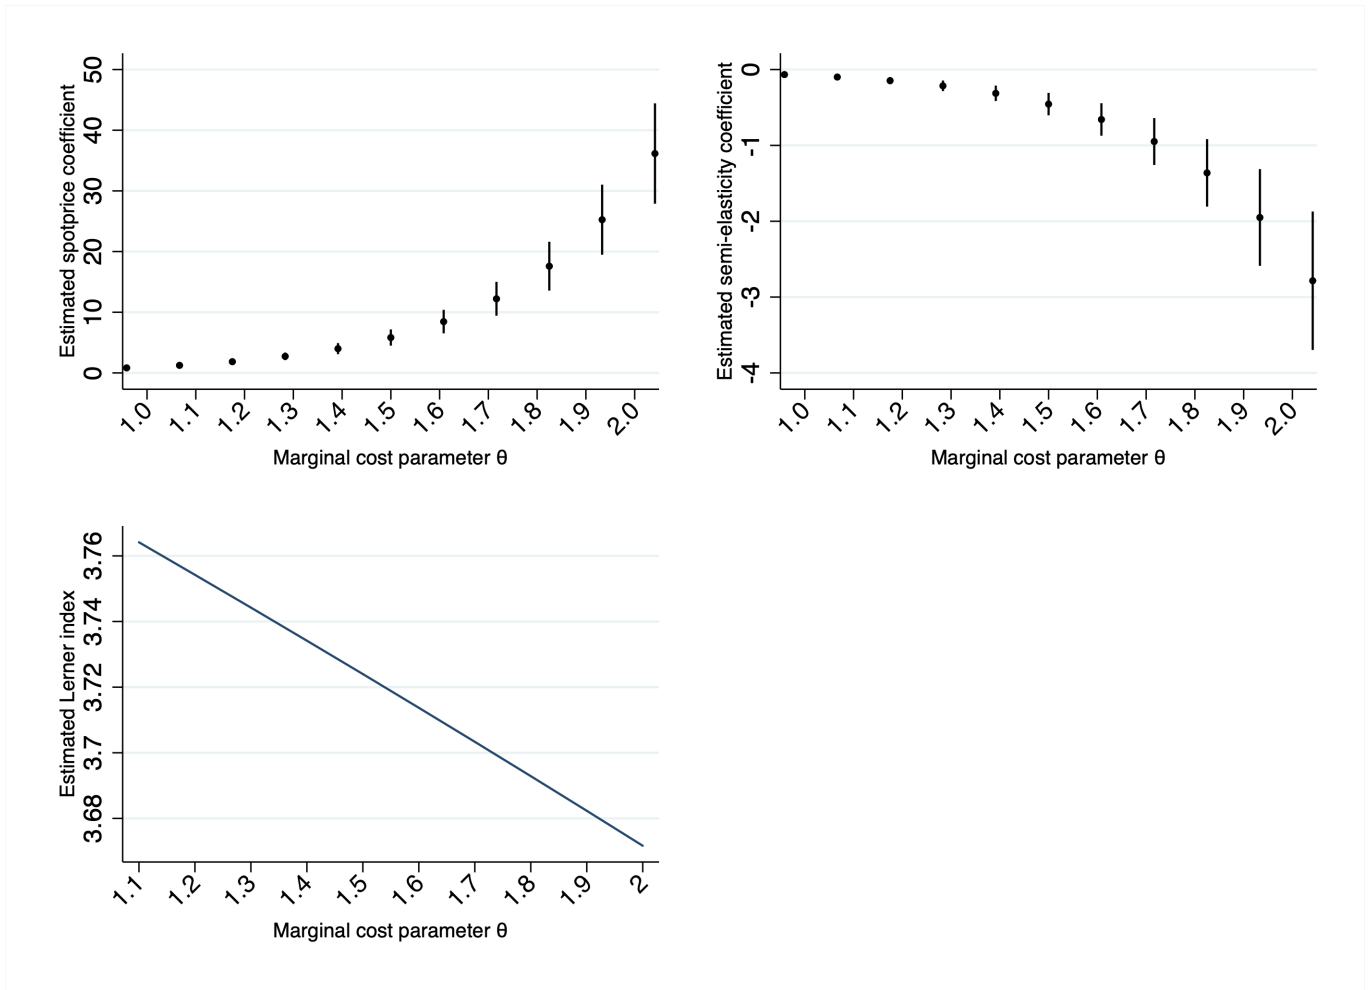 Estimated spotprice coefficient
50
40
30
20
10
0
1.0 1.1 1.2 1.3 1.4 1.5 1.6 1.7 1.8 1.9 2.0
Marginal cost parameter θ
Estimated semi-elasticity coefficient
0
-1
-2
-3
-4
1.0 1.1 1.2 1.3 1.4 1.5 1.6 1.7 1.8 1.9 2.0
Marginal cost parameter θ
Estimated Lerner index
3.76
3.74
3.72
3.7
3.68
1.1 1.2 1.3 1.4 1.5 1.6 1.7 1.8 1.9 2
Marginal cost parameter θ